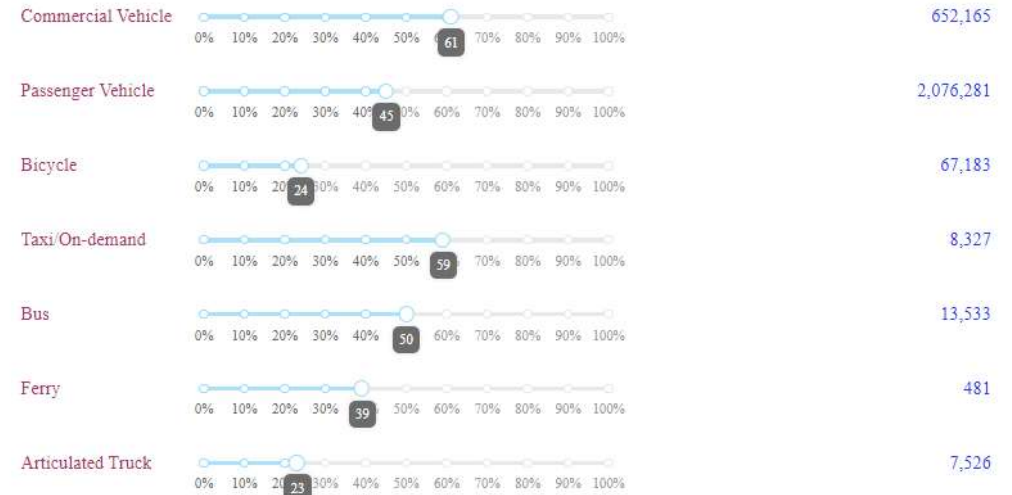 Commercial Vehicle 652,165
0% 10% 20% 30% 40% 50% 61 70% 80% 90% 100%
Passenger Vehicle 2,076,281
0% 10% 20% 30% 45 60% 70% 80% 90% 100%
Bicycle 67,183
0% 10% 24 40% 50% 60% 70% 80% 90% 100%
Taxi/On-demand 8,327
0% 10% 20% 30% 40% 50% 59 70% 80% 90% 100%
Bus 13,533
0% 10% 20% 30% 40% 50 60% 70% 80% 90% 100%
Ferry 481
0% 10% 20% 30% 39 50% 60% 70% 80% 90% 100%
Articulated Truck 7,526
0% 10% 23 30% 40% 50% 60% 70% 80% 90% 100%